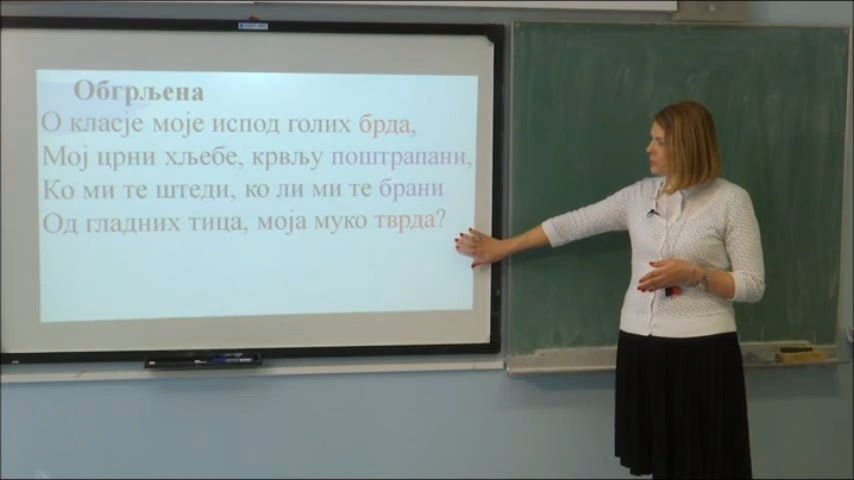 Обгрљена
О класје моје испод голих брда,
Мој црни хљебе, крвљу поштрапани,
Ко ми те штеди, ко ли ми те брани
Од гладних тица, моја муко тврда?